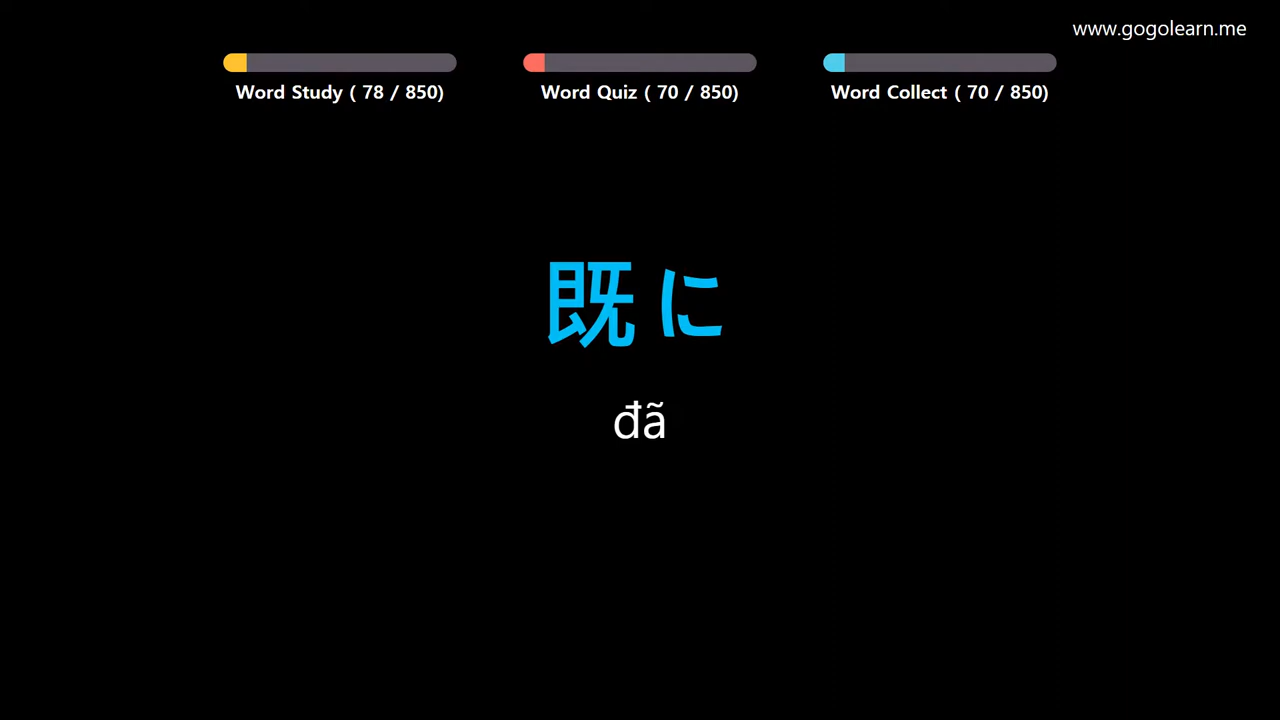 www.gogolearn.me
Word Study ( 78 / 850)
Word Quiz ( 70 / 850)
Word Collect ( 70 / 850)
既に
đã